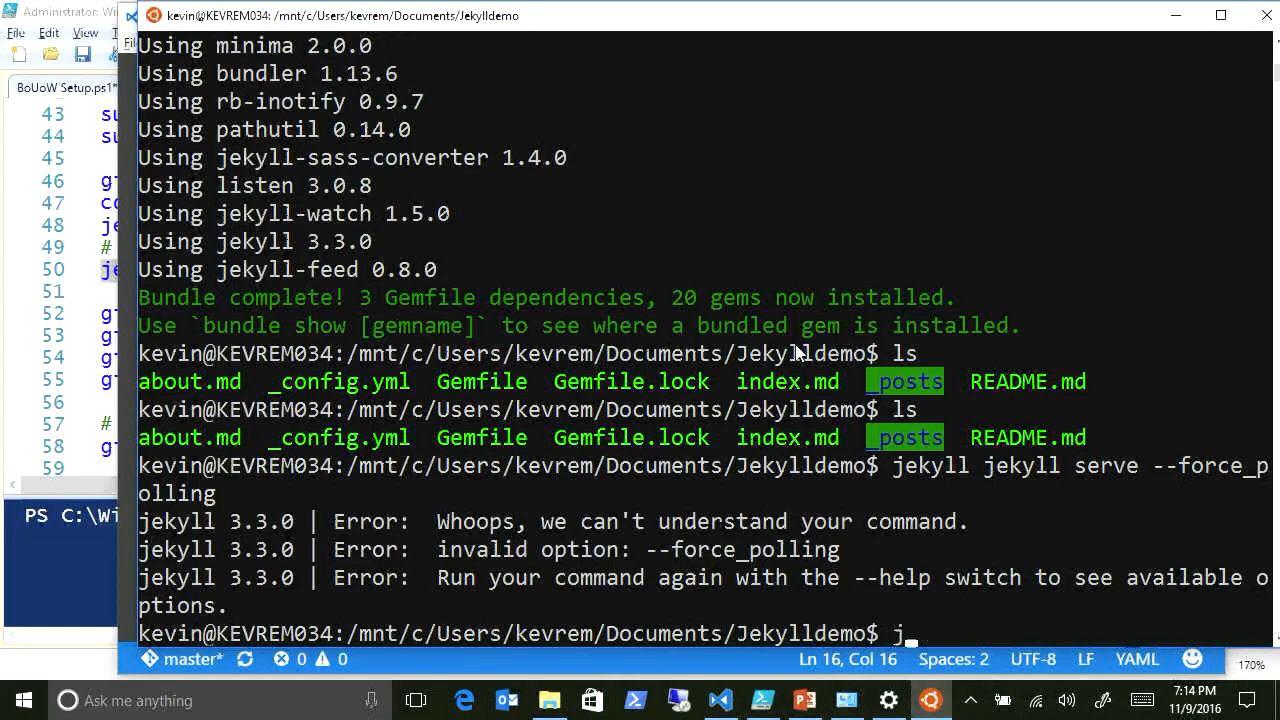 Administrator: W
kevin@KEVREM034: /mnt/c/Users/kevrem/Documents/Jekylldemo
File Edit View
BoUoW Setup.ps1*
43
44
45
46
47
48
49 #
50
51
52
53
54
55
56
57 #
58
59
PS C:\Wi
Using minima 2.0.0
Using bundler 1.13.6
Using rb-inotify 0.9.7
Using pathutil 0.14.0
Using jekyll-sass-converter 1.4.0
Using listen 3.0.8
Using jekyll-watch 1.5.0
Using jekyll 3.3.0
Using jekyll-feed 0.8.0
Bundle complete! 3 Gemfile dependencies, 20 gems now installed.
Use `bundle show [gemname]` to see where a bundled gem is installed.
kevin@KEVREM034:/mnt/c/Users/kevrem/Documents/Jekylldemo$ ls
about.md _config.yml Gemfile Gemfile.lock index.md _posts README.md
kevin@KEVREM034:/mnt/c/Users/kevrem/Documents/Jekylldemo$ ls
about.md _config.yml Gemfile Gemfile.lock index.md _posts README.md
kevin@KEVREM034:/mnt/c/Users/kevrem/Documents/Jekylldemo$ jekyll jekyll serve --force_p
olling
jekyll 3.3.0 | Error: Whoops, we can't understand your command.
jekyll 3.3.0 | Error: invalid option: --force_polling
jekyll 3.3.0 | Error: Run your command again with the --help switch to see available o
ptions.
kevin@KEVREM034:/mnt/c/Users/kevrem/Documents/Jekylldemo$ j
master* 0 0 Ln 16, Col 16 Spaces: 2 UTF-8 LF YAML
170%
Ask me anything
7:14 PM
11/9/2016